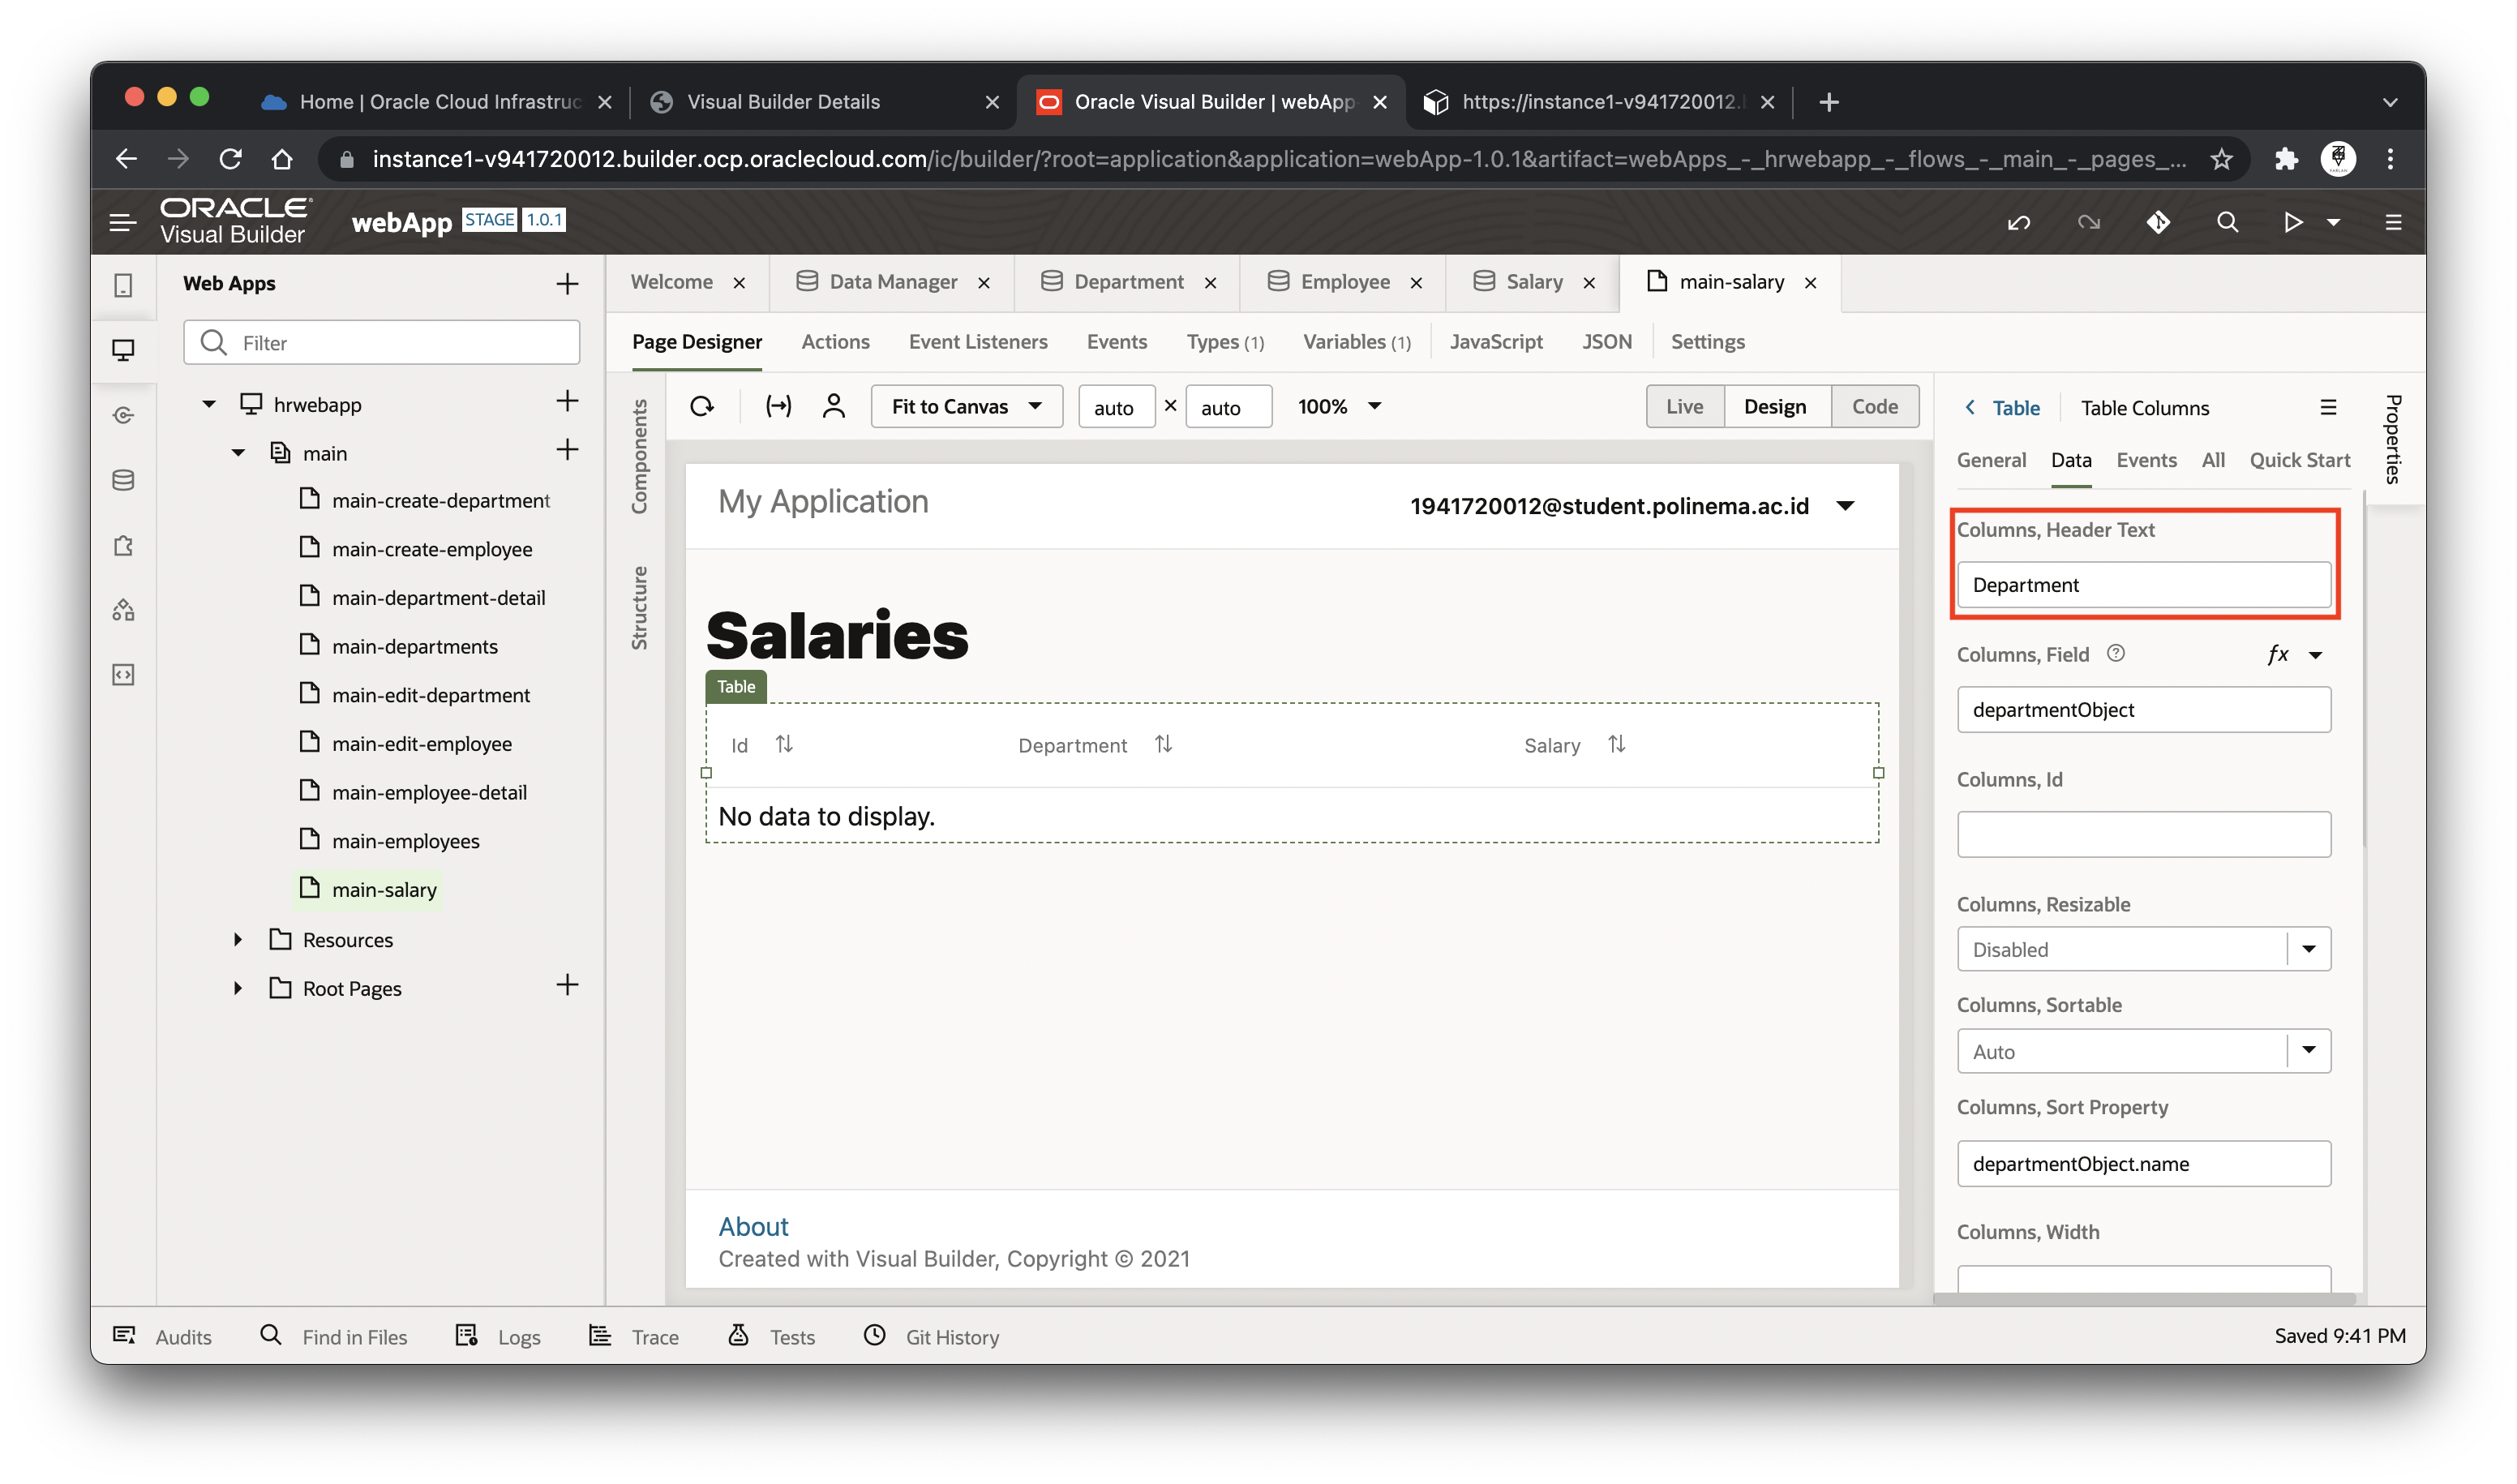 Home | Oracle Cloud Infrastruc
Visual Builder Details
Oracle Visual Builder | webApp-
https://instance1-v941720012.
instance1-v941720012.builder.ocp.oraclecloud.com/ic/builder/?root=application&application=webApp-1.0.1&artifact=webApps_-_hrwebapp_-_flows_-_main_-_pages_...
ORACLE
Visual Builder
webApp STAGE 1.0.1
Web Apps
Filter
hrwebapp
main
main-create-department
main-create-employee
main-department-detail
main-departments
main-edit-department
main-edit-employee
main-employee-detail
main-employees
main-salary
Resources
Root Pages
Welcome
Data Manager
Department
Employee
Salary
main-salary
Page Designer
Actions
Event Listeners
Events
Types (1)
Variables (1)
JavaScript
JSON
Settings
Components
Structure
Fit to Canvas
auto × auto
100%
Live
Design
Code
My Application
1941720012@student.polinema.ac.id
Salaries
Table
Id
Department
Salary
No data to display.
About
Created with Visual Builder, Copyright © 2021
Table
Table Columns
Properties
General
Data
Events
All
Quick Start
Columns, Header Text
Department
Columns, Field
fx
departmentObject
Columns, Id
Columns, Resizable
Disabled
Columns, Sortable
Auto
Columns, Sort Property
departmentObject.name
Columns, Width
Audits
Find in Files
Logs
Trace
Tests
Git History
Saved 9:41 PM